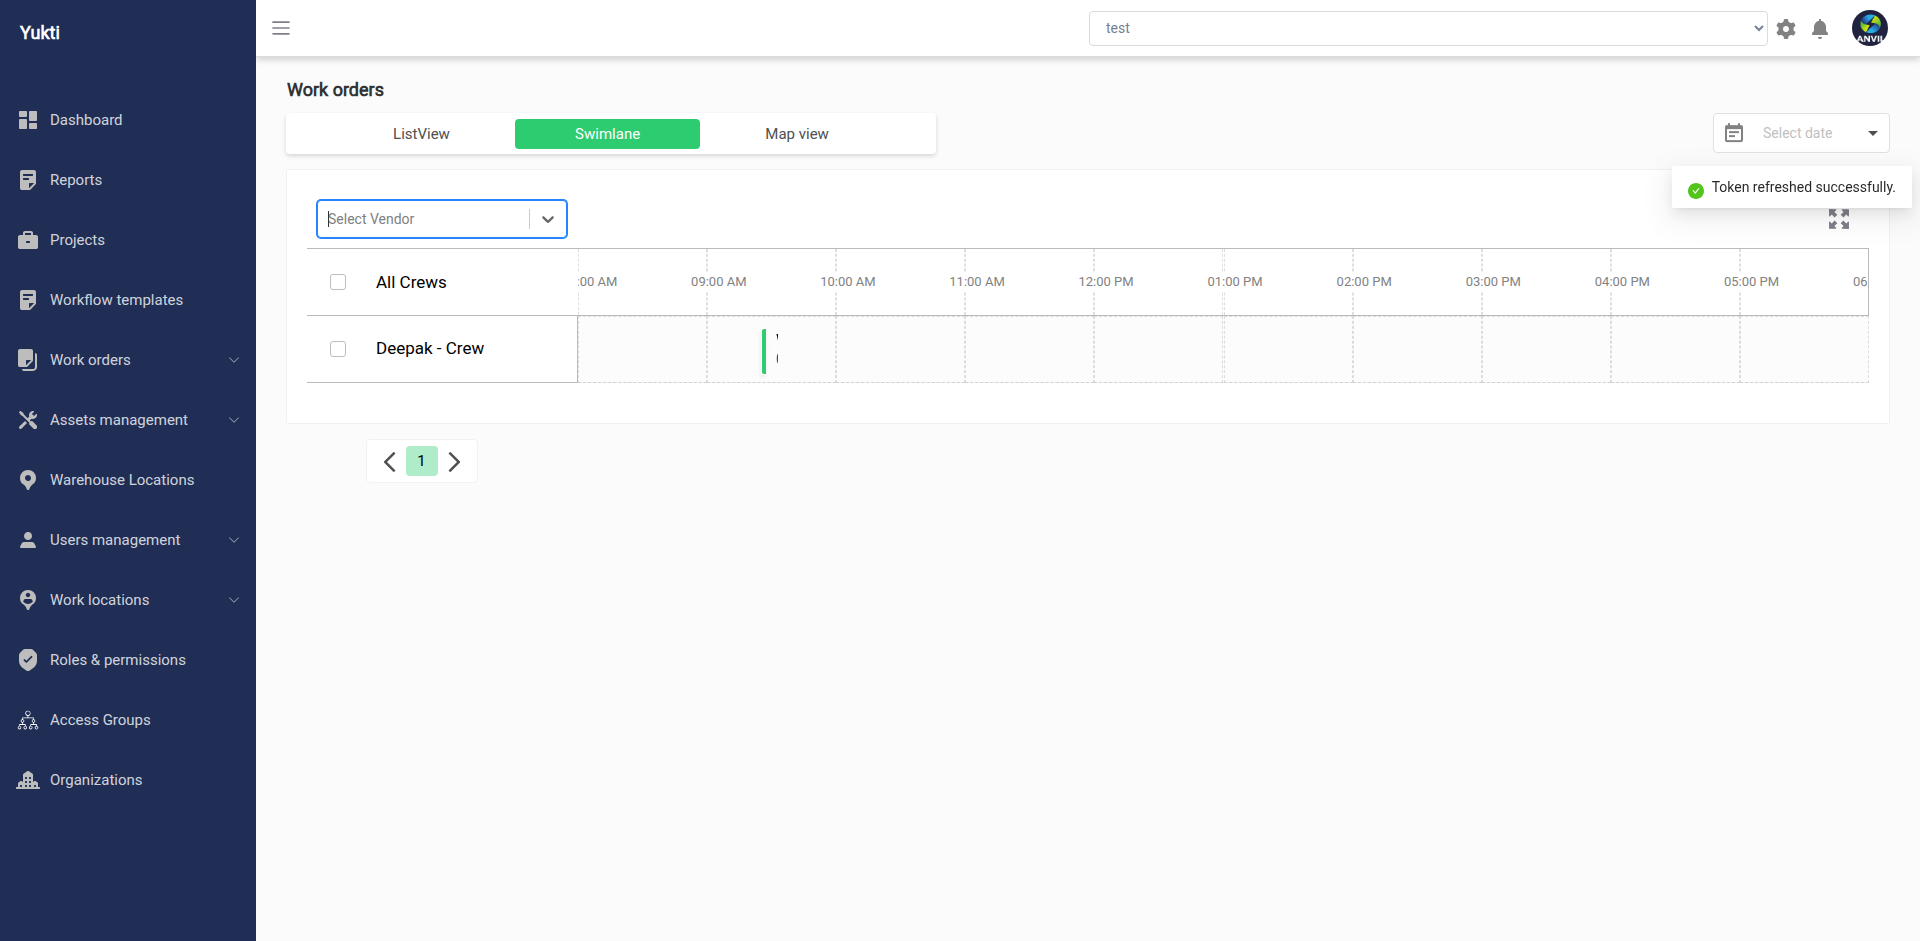 Yukti
test
ANVIL
Dashboard
Reports
Projects
Workflow templates
Work orders
Assets management
Warehouse Locations
Users management
Work locations
Roles & permissions
Access Groups
Organizations
Work orders
ListView
Swimlane
Map view
Select date
Token refreshed successfully.
Select Vendor
All Crews
:00 AM
09:00 AM
10:00 AM
11:00 AM
12:00 PM
01:00 PM
02:00 PM
03:00 PM
04:00 PM
05:00 PM
06
Deepak - Crew
1